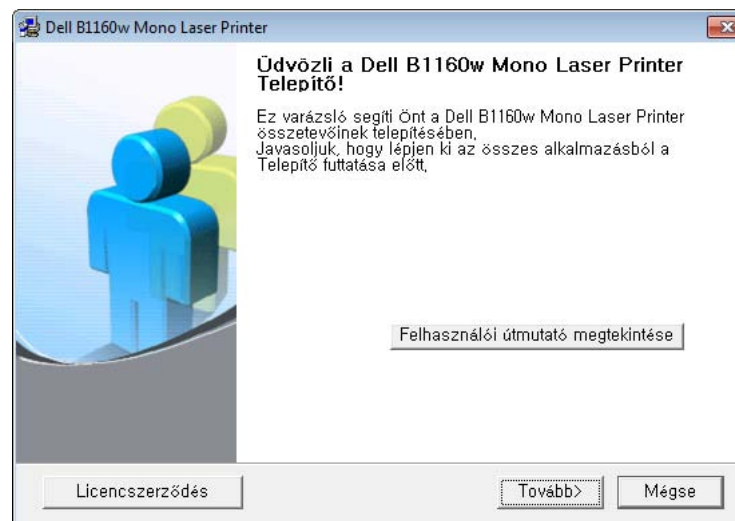 Dell B1160w Mono Laser Printer
Üdvözli a Dell B1160w Mono Laser Printer
Telepítő!
Ez varázsló segíti Önt a Dell B1160w Mono Laser Printer
összetevőinek telepítésében,
Javasoljuk, hogy lépjen ki az összes alkalmazásból a
Telepítő futtatása előtt,
Felhasználói útmutató megtekintése
Licencszerződés
Tovább>
Mégse